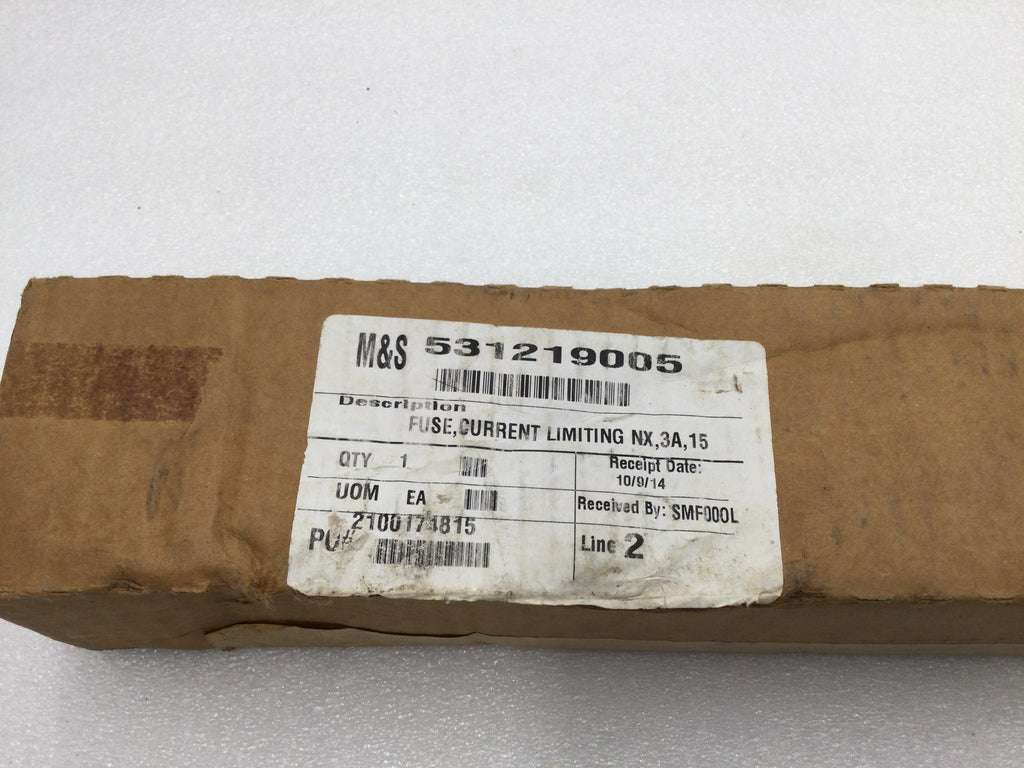 M&S 531219005
Description
FUSE,CURRENT LIMITING NX,3A,15
QTY 1
Receipt Date:
10/9/14
UOM EA
Received By: SMF000L
2100174815
PO#
Line 2